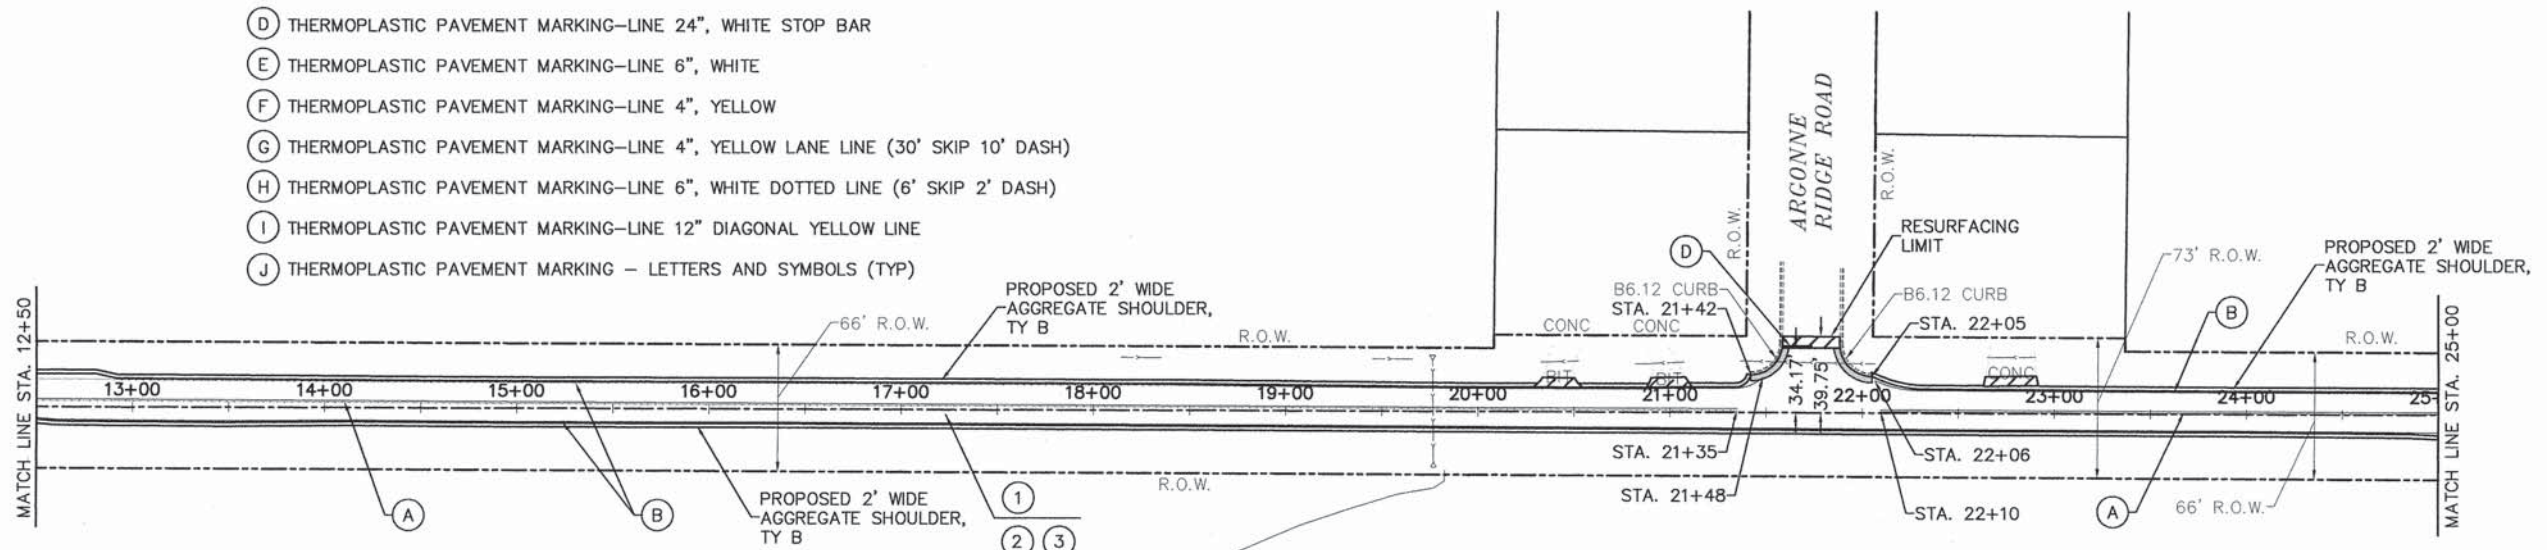 D THERMOPLASTIC PAVEMENT MARKING–LINE 24", WHITE STOP BAR
E THERMOPLASTIC PAVEMENT MARKING–LINE 6", WHITE
F THERMOPLASTIC PAVEMENT MARKING–LINE 4", YELLOW
G THERMOPLASTIC PAVEMENT MARKING–LINE 4", YELLOW LANE LINE (30' SKIP 10' DASH)
H THERMOPLASTIC PAVEMENT MARKING–LINE 6", WHITE DOTTED LINE (6' SKIP 2' DASH)
I THERMOPLASTIC PAVEMENT MARKING–LINE 12" DIAGONAL YELLOW LINE
J THERMOPLASTIC PAVEMENT MARKING – LETTERS AND SYMBOLS (TYP)
MATCH LINE STA. 12+50
PROPOSED 2' WIDE
AGGREGATE SHOULDER,
TY B
66' R.O.W.
R.O.W.
CONC
CONC
R.O.W.
ARGONNE
RIDGE ROAD
R.O.W.
D
RESURFACING
LIMIT
B6.12 CURB
STA. 21+42
B6.12 CURB
STA. 22+05
73' R.O.W.
PROPOSED 2' WIDE
AGGREGATE SHOULDER,
TY B
B
R.O.W.
BIT
BIT
CONC
34.17'
39.75'
13+00
14+00
15+00
16+00
17+00
18+00
19+00
20+00
21+00
22+00
23+00
24+00
25+
A
B
PROPOSED 2' WIDE
AGGREGATE SHOULDER,
TY B
1
2 3
R.O.W.
STA. 21+35
STA. 21+48
STA. 22+06
STA. 22+10
A
66' R.O.W.
MATCH LINE STA. 25+00